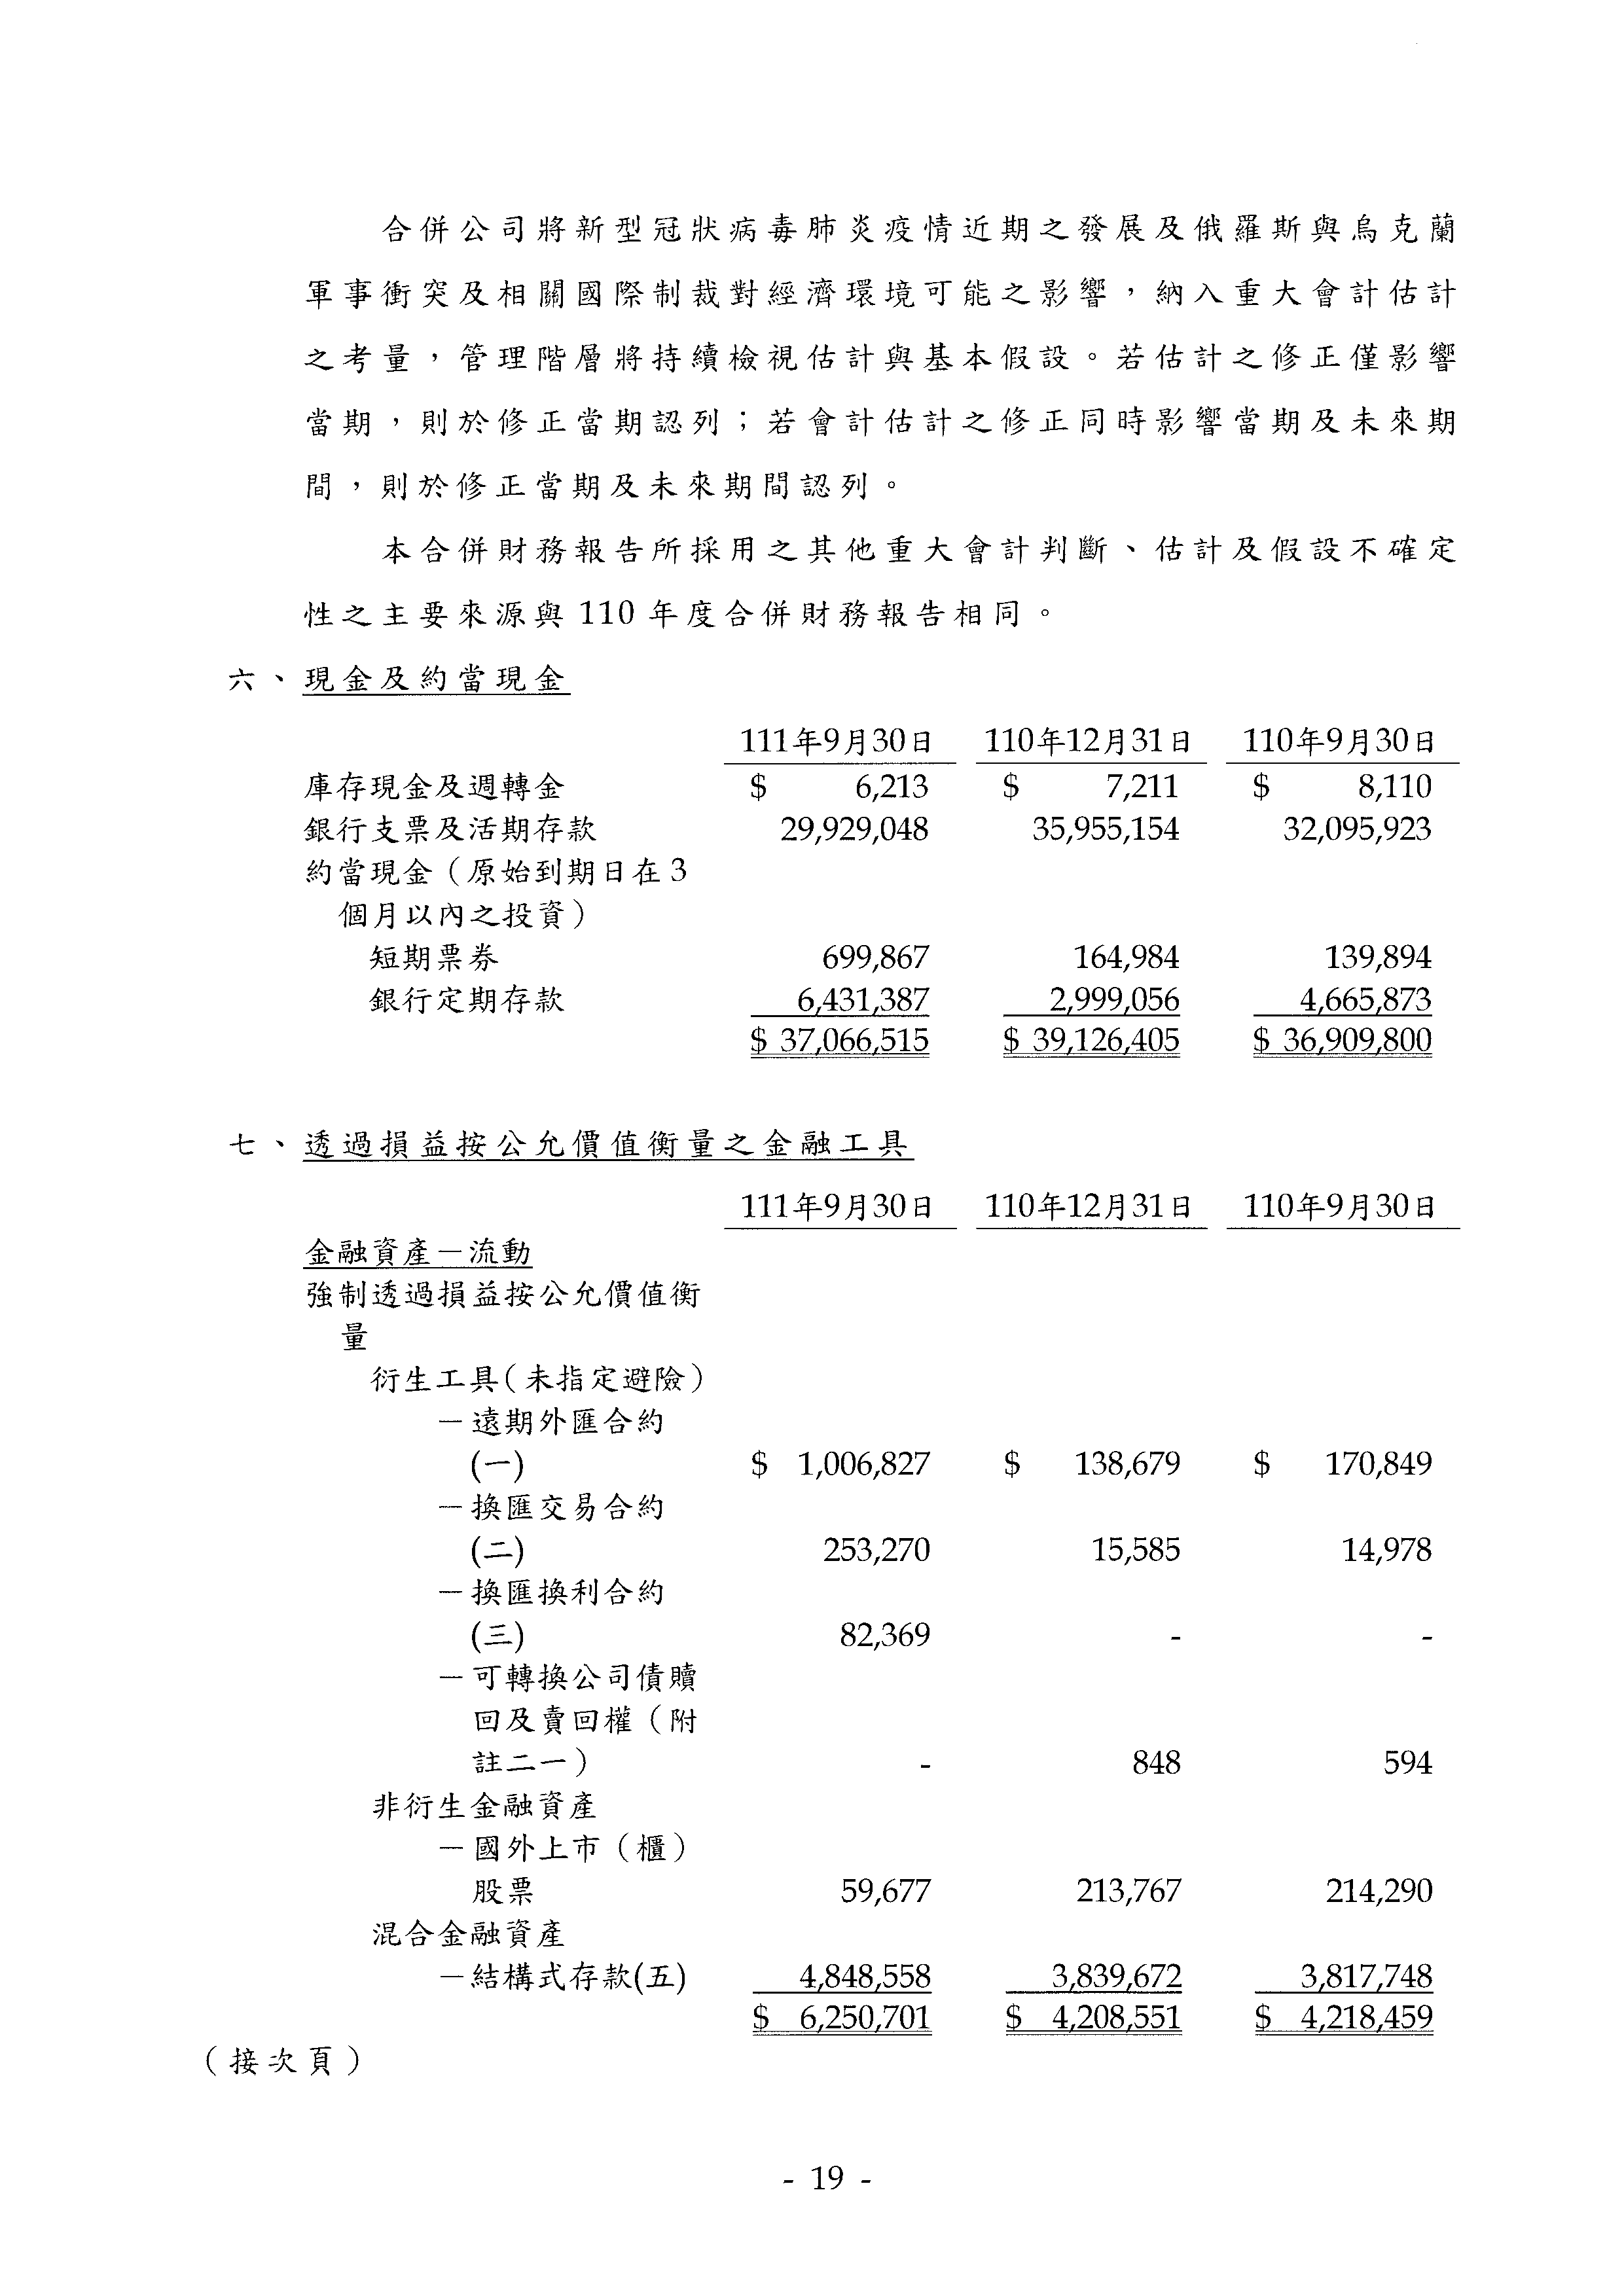 合併公司將新型冠狀病毒肺炎疫情近期之發展及俄羅斯與烏克蘭
軍事衝突及相關國際制裁對經濟環境可能之影響，納入重大會計估計
之考量，管理階層將持續檢視估計與基本假設。若估計之修正僅影響
當期，則於修正當期認列；若會計估計之修正同時影響當期及未來期
間，則於修正當期及未來期間認列。
本合併財務報告所採用之其他重大會計判斷、估計及假設不確定
性之主要來源與 110 年度合併財務報告相同。
六、現金及約當現金
111年9月30日 110年12月31日 110年9月30日
庫存現金及週轉金 $ 6,213 $ 7,211 $ 8,110
銀行支票及活期存款 29,929,048 35,955,154 32,095,923
約當現金（原始到期日在3
個月以內之投資）
短期票券 699,867 164,984 139,894
銀行定期存款 6,431,387 2,999,056 4,665,873
$ 37,066,515 $ 39,126,405 $ 36,909,800
七、透過損益按公允價值衡量之金融工具
111年9月30日 110年12月31日 110年9月30日
金融資產－流動
強制透過損益按公允價值衡
量
衍生工具（未指定避險）
－遠期外匯合約
(一) $ 1,006,827 $ 138,679 $ 170,849
－換匯交易合約
(二) 253,270 15,585 14,978
－換匯換利合約
(三) 82,369 - -
－可轉換公司債贖
回及賣回權（附
註二一） - 848 594
非衍生金融資產
－國外上市（櫃）
股票 59,677 213,767 214,290
混合金融資產
－結構式存款(五) 4,848,558 3,839,672 3,817,748
$ 6,250,701 $ 4,208,551 $ 4,218,459
（接次頁）
- 19 -